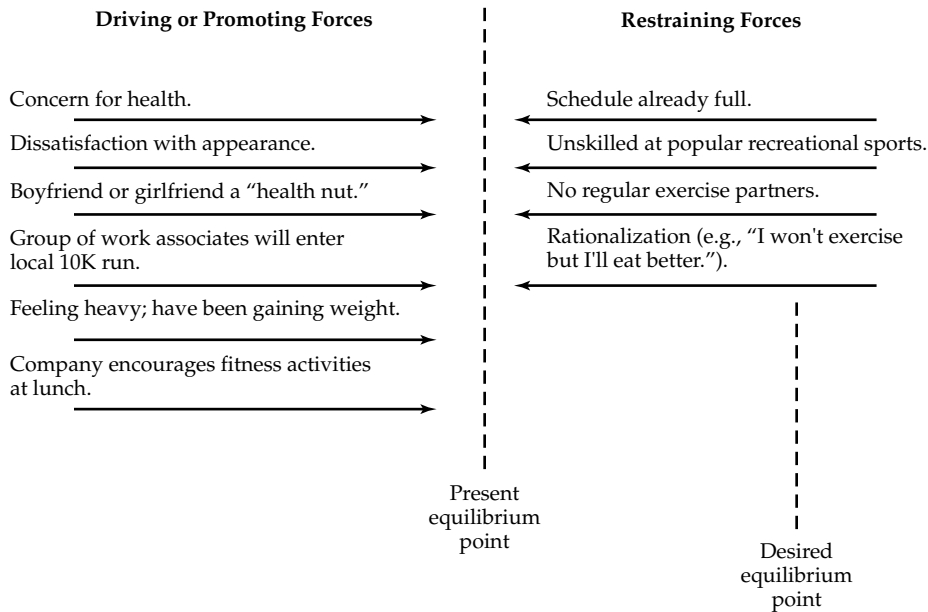 Driving or Promoting Forces
Restraining Forces
Concern for health.
Dissatisfaction with appearance.
Boyfriend or girlfriend a “health nut.”
Group of work associates will enter
local 10K run.
Feeling heavy; have been gaining weight.
Company encourages fitness activities
at lunch.
Schedule already full.
Unskilled at popular recreational sports.
No regular exercise partners.
Rationalization (e.g., “I won't exercise
but I'll eat better.”).
Present
equilibrium
point
Desired
equilibrium
point